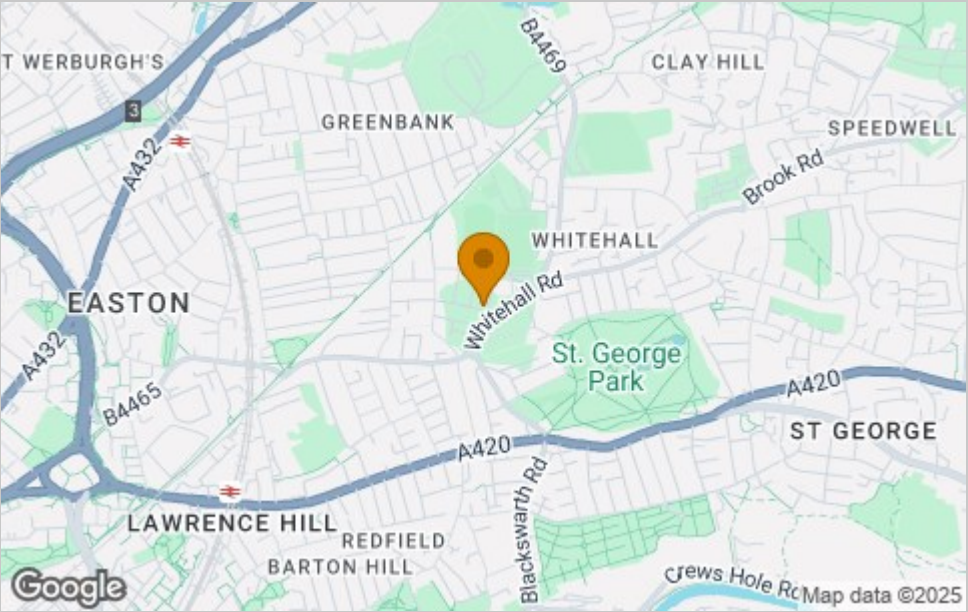 B4469
T WERBURGH'S
CLAY HILL
3
GREENBANK
SPEEDWELL
A432
Brook Rd
WHITEHALL
EASTON
Whitehall Rd
A432
St. George
Park
A420
B4465
ST GEORGE
A420
Blackswarth Rd
LAWRENCE HILL
REDFIELD
BARTON HILL
Crews Hole Rd
Google
Map data ©2025